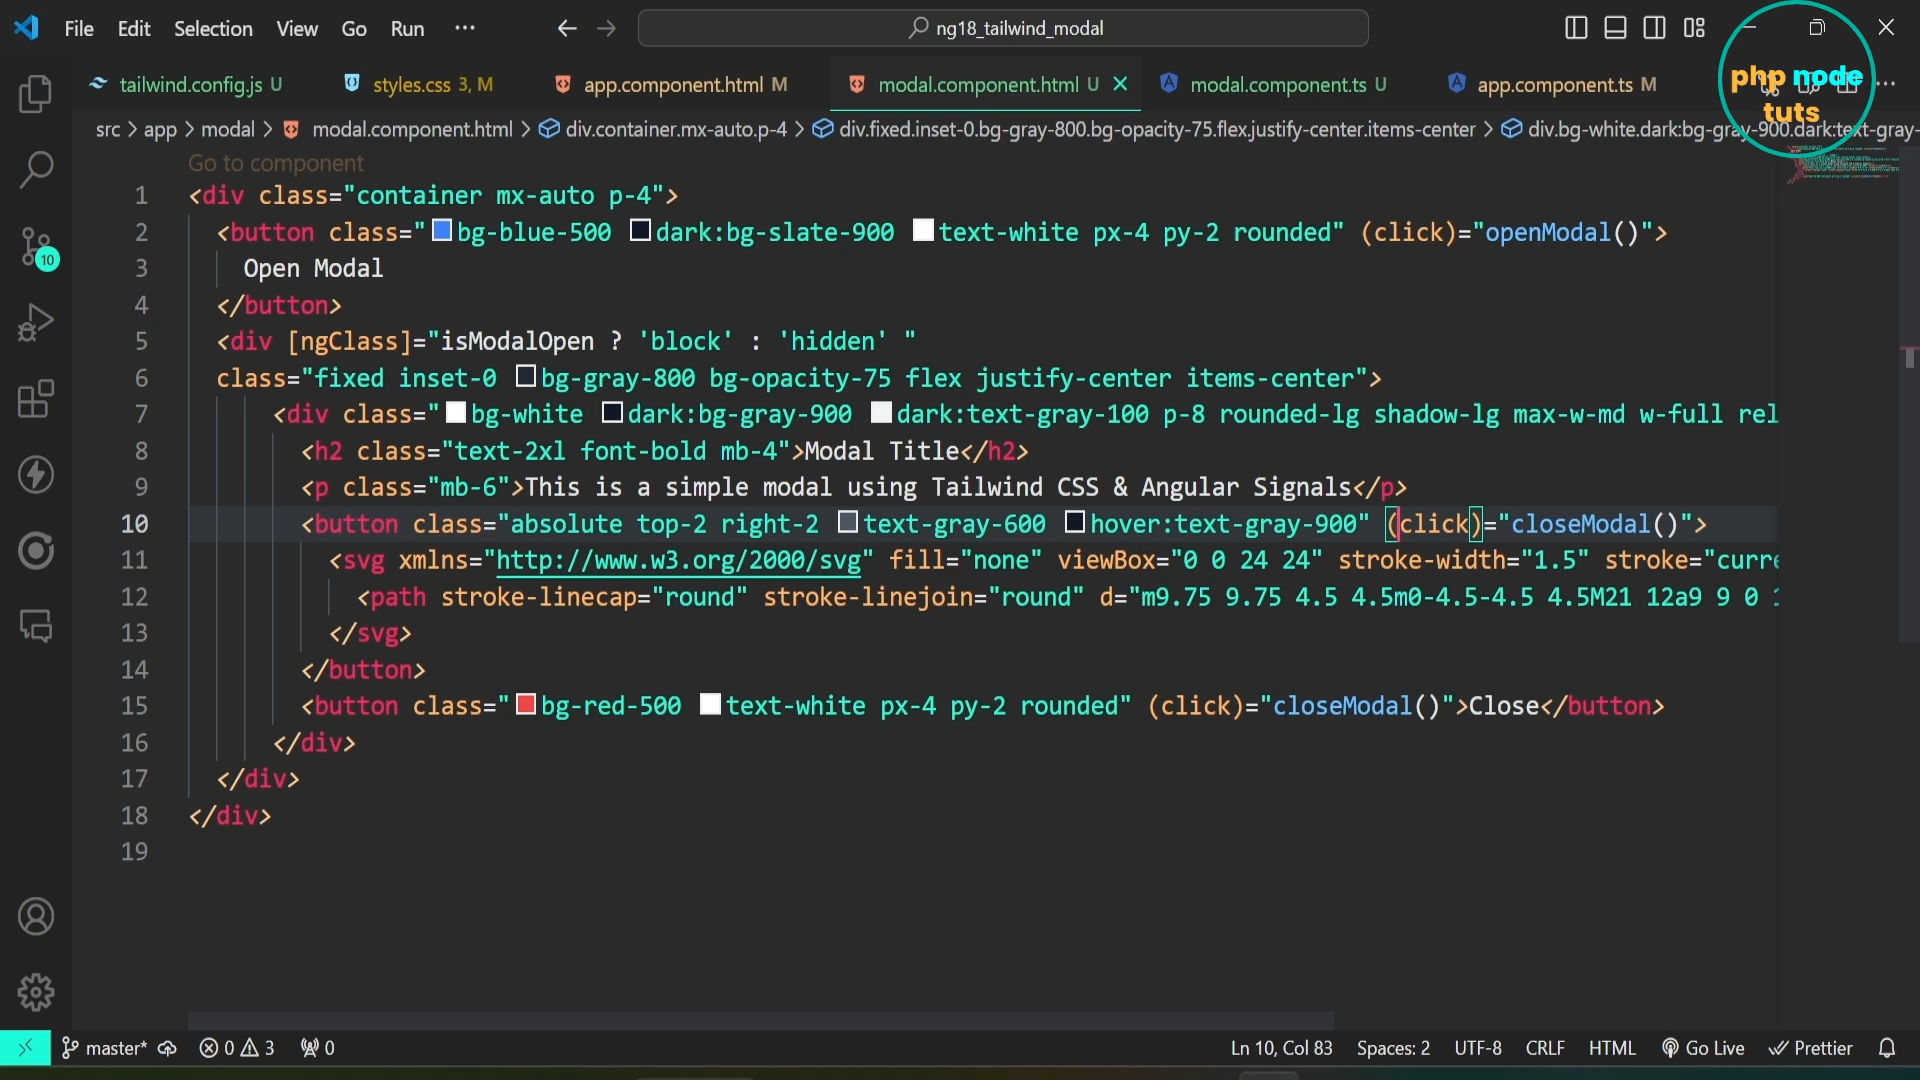 File Edit Selection View Go Run ··· ng18_tailwind_modal
php node
tuts
tailwind.config.js U styles.css 3, M app.component.html M modal.component.html U modal.component.ts U app.component.ts M
src > app > modal > modal.component.html > div.container.mx-auto.p-4 > div.fixed.inset-0.bg-gray-800.bg-opacity-75.flex.justify-center.items-center > div.bg-white.dark:bg-gray-900.dark:text-gray-
Go to component
1 <div class="container mx-auto p-4">
2 <button class="bg-blue-500 dark:bg-slate-900 text-white px-4 py-2 rounded" (click)="openModal()">
3 Open Modal
4 </button>
5 <div [ngClass]="isModalOpen ? 'block' : 'hidden' "
6 class="fixed inset-0 bg-gray-800 bg-opacity-75 flex justify-center items-center">
7 <div class="bg-white dark:bg-gray-900 dark:text-gray-100 p-8 rounded-lg shadow-lg max-w-md w-full rel
8 <h2 class="text-2xl font-bold mb-4">Modal Title</h2>
9 <p class="mb-6">This is a simple modal using Tailwind CSS & Angular Signals</p>
10 <button class="absolute top-2 right-2 text-gray-600 hover:text-gray-900" (click)="closeModal()">
11 <svg xmlns="http://www.w3.org/2000/svg" fill="none" viewBox="0 0 24 24" stroke-width="1.5" stroke="curre
12 <path stroke-linecap="round" stroke-linejoin="round" d="m9.75 9.75 4.5 4.5m0-4.5-4.5 4.5M21 12a9 9 0 1
13 </svg>
14 </button>
15 <button class="bg-red-500 text-white px-4 py-2 rounded" (click)="closeModal()">Close</button>
16 </div>
17 </div>
18 </div>
19
10
master* 0 3 0 Ln 10, Col 83 Spaces: 2 UTF-8 CRLF HTML Go Live Prettier